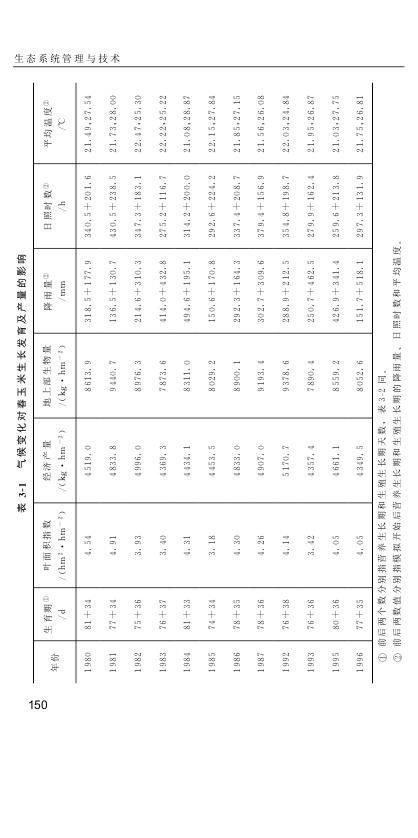 生态系统管理与技术
表 3-1 气候变化对春玉米生长发育及产量的影响
年份 生育期① /d 叶面积指数 /(hm²·hm⁻²) 经济产量 /(kg·hm⁻²) 地上部生物量 /(kg·hm⁻²) 降雨量② /mm 日照时数② /h 平均温度② /℃
1980 81+34 4.54 4519.0 8613.9 318.5+177.9 340.5+201.6 21.49,27.54
1981 77+34 4.91 4833.8 9440.7 136.5+130.7 430.5+238.5 21.73,28.00
1982 75+36 3.93 4996.0 8976.3 214.6+310.3 347.3+183.1 22.47,25.30
1983 76+37 3.40 4369.3 7873.6 414.0+432.8 275.2+116.7 22.22,25.22
1984 81+33 4.31 4434.1 8311.0 494.6+195.1 314.2+200.0 21.08,28.87
1985 74+34 3.18 4453.5 8029.2 150.6+170.8 292.6+224.2 22.15,27.84
1986 78+35 4.30 4833.0 8900.1 292.3+164.3 337.4+208.7 21.85,27.15
1987 78+36 4.26 4907.0 9193.4 302.7+309.6 379.4+156.9 21.56,26.08
1992 76+38 4.14 5170.7 9378.6 288.9+212.5 354.8+198.7 22.03,24.84
1993 76+36 3.42 4357.4 7890.4 250.7+462.5 279.9+162.4 21.95,26.87
1995 80+36 4.05 4661.1 8559.2 426.9+341.4 259.6+213.8 21.03,27.75
1996 77+35 4.05 4349.5 8052.6 151.7+518.1 297.3+131.9 21.75,26.81
① 前后两个数分别指营养生长期和生殖生长期天数，表 3-2 同。
② 前后两数值分别指模拟开始后营养生长期和生殖生长期的降雨量、日照时数和平均温度。
150